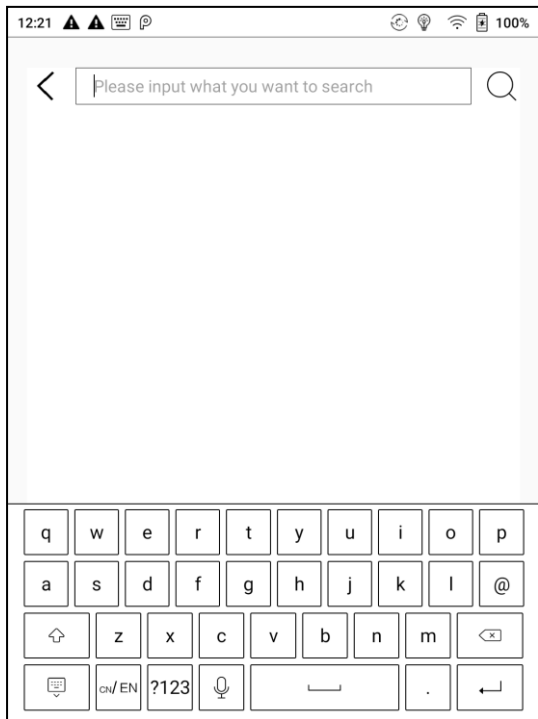 12:21 100%
Please input what you want to search
q w e r t y u i o p
a s d f g h j k l @
z x c v b n m
CN/EN ?123 .